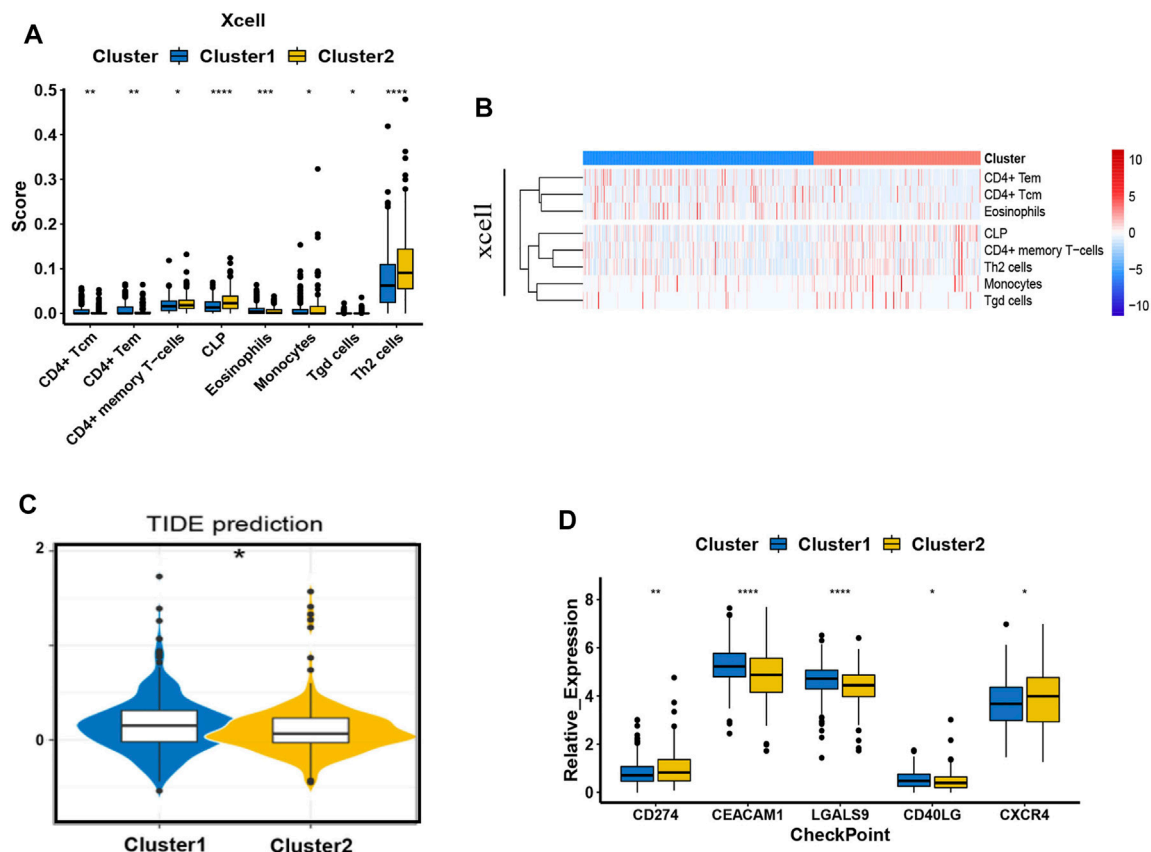 A
Xcell
Cluster Cluster1 Cluster2
** ** * **** *** * * ****
0.5
0.4
0.3
0.2
0.1
0.0
Score
CD4+ Tcm
CD4+ Tem
CD4+ memory T−cells
CLP
Eosinophils
Monocytes
Tgd cells
Th2 cells
B
xcell
Cluster
CD4+ Tem
CD4+ Tcm
Eosinophils
CLP
CD4+ memory T−cells
Th2 cells
Monocytes
Tgd cells
10
5
0
−5
−10
C
TIDE prediction
*
2
0
Cluster1 Cluster2
D
Cluster Cluster1 Cluster2
** **** **** * *
8
6
4
2
0
Relative_Expression
CD274 CEACAM1 LGALS9 CD40LG CXCR4
CheckPoint